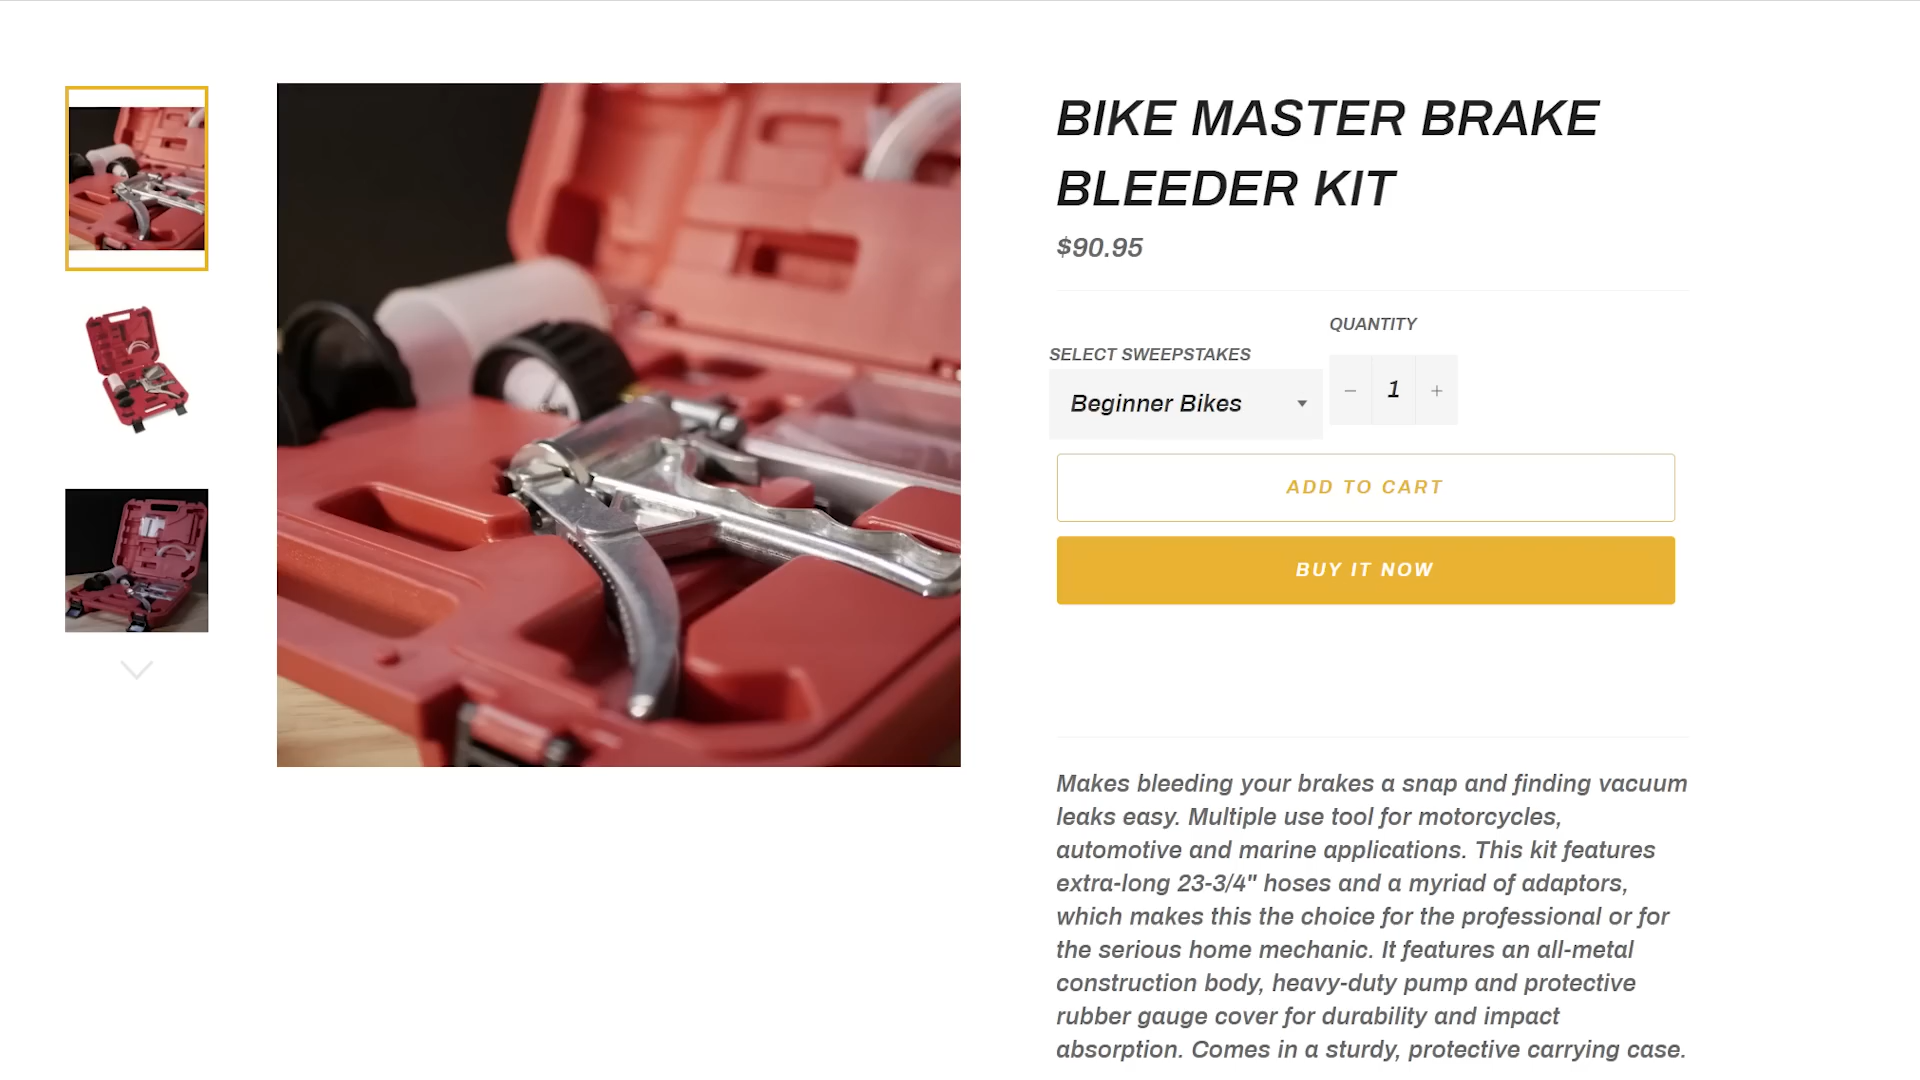 BIKE MASTER BRAKE
BLEEDER KIT
$90.95
QUANTITY
SELECT SWEEPSTAKES
Beginner Bikes
− 1 +
ADD TO CART
BUY IT NOW
Makes bleeding your brakes a snap and finding vacuum
leaks easy. Multiple use tool for motorcycles,
automotive and marine applications. This kit features
extra-long 23-3/4" hoses and a myriad of adaptors,
which makes this the choice for the professional or for
the serious home mechanic. It features an all-metal
construction body, heavy-duty pump and protective
rubber gauge cover for durability and impact
absorption. Comes in a sturdy, protective carrying case.